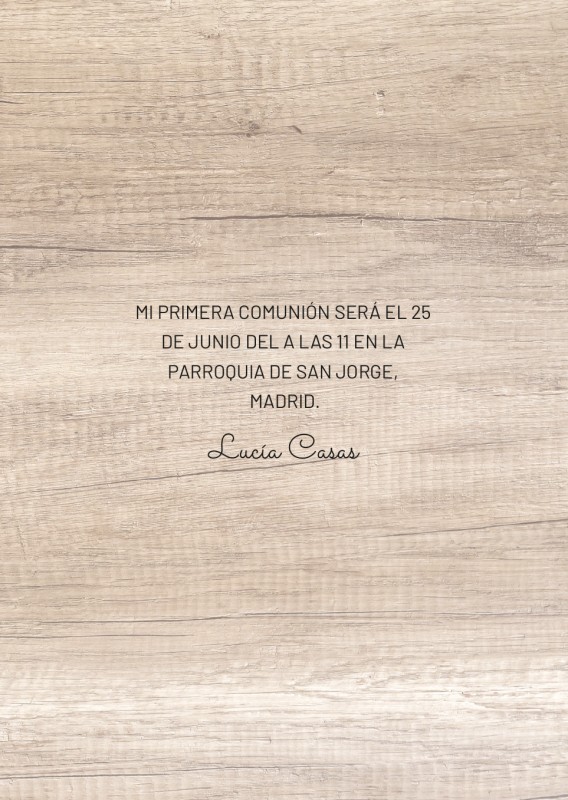 MI PRIMERA COMUNIÓN SERÁ EL 25
DE JUNIO DEL A LAS 11 EN LA
PARROQUIA DE SAN JORGE,
MADRID.
Lucía Casas